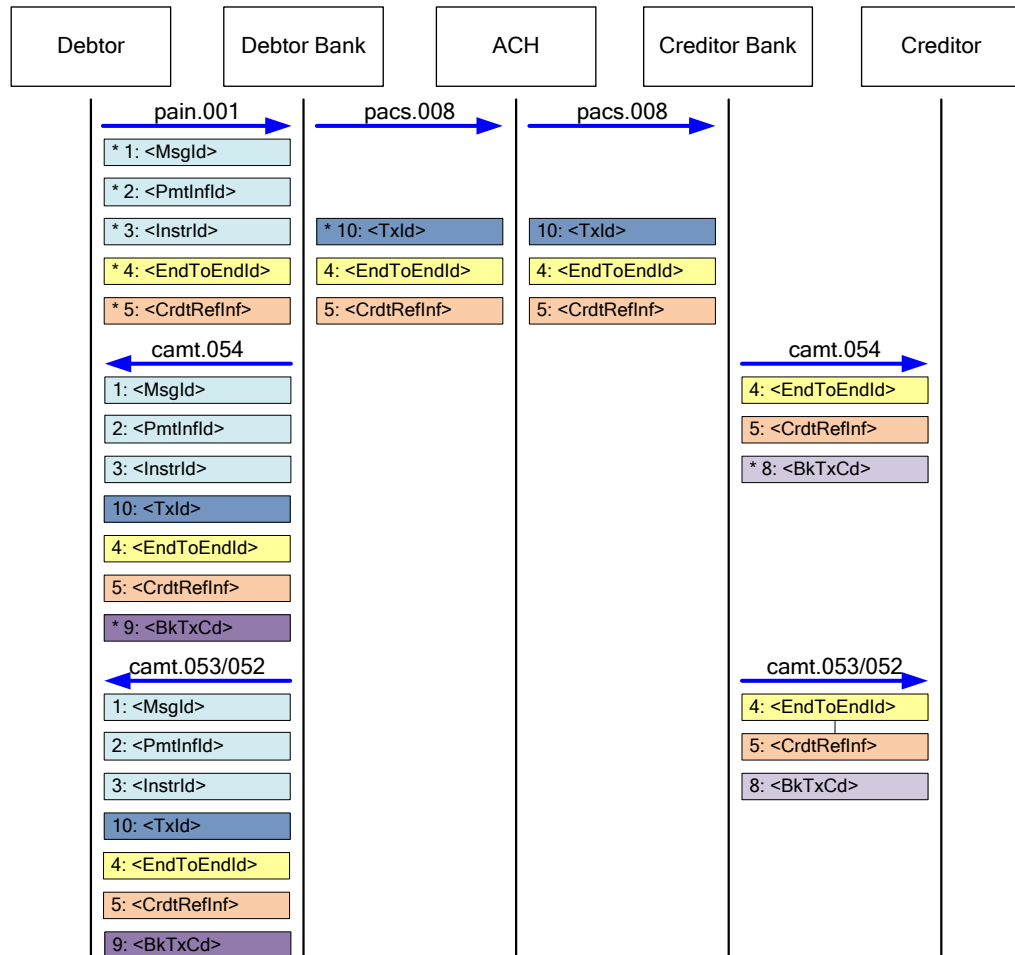 Debtor
Debtor Bank
ACH
Creditor Bank
Creditor
pain.001
pacs.008
pacs.008
* 1: <MsgId>
* 2: <PmtInfId>
* 3: <InstrId>
* 10: <TxId>
10: <TxId>
* 4: <EndToEndId>
4: <EndToEndId>
4: <EndToEndId>
* 5: <CrdtRefInf>
5: <CrdtRefInf>
5: <CrdtRefInf>
camt.054
camt.054
1: <MsgId>
4: <EndToEndId>
2: <PmtInfId>
5: <CrdtRefInf>
3: <InstrId>
* 8: <BkTxCd>
10: <TxId>
4: <EndToEndId>
5: <CrdtRefInf>
* 9: <BkTxCd>
camt.053/052
camt.053/052
1: <MsgId>
4: <EndToEndId>
2: <PmtInfId>
5: <CrdtRefInf>
3: <InstrId>
8: <BkTxCd>
10: <TxId>
4: <EndToEndId>
5: <CrdtRefInf>
9: <BkTxCd>